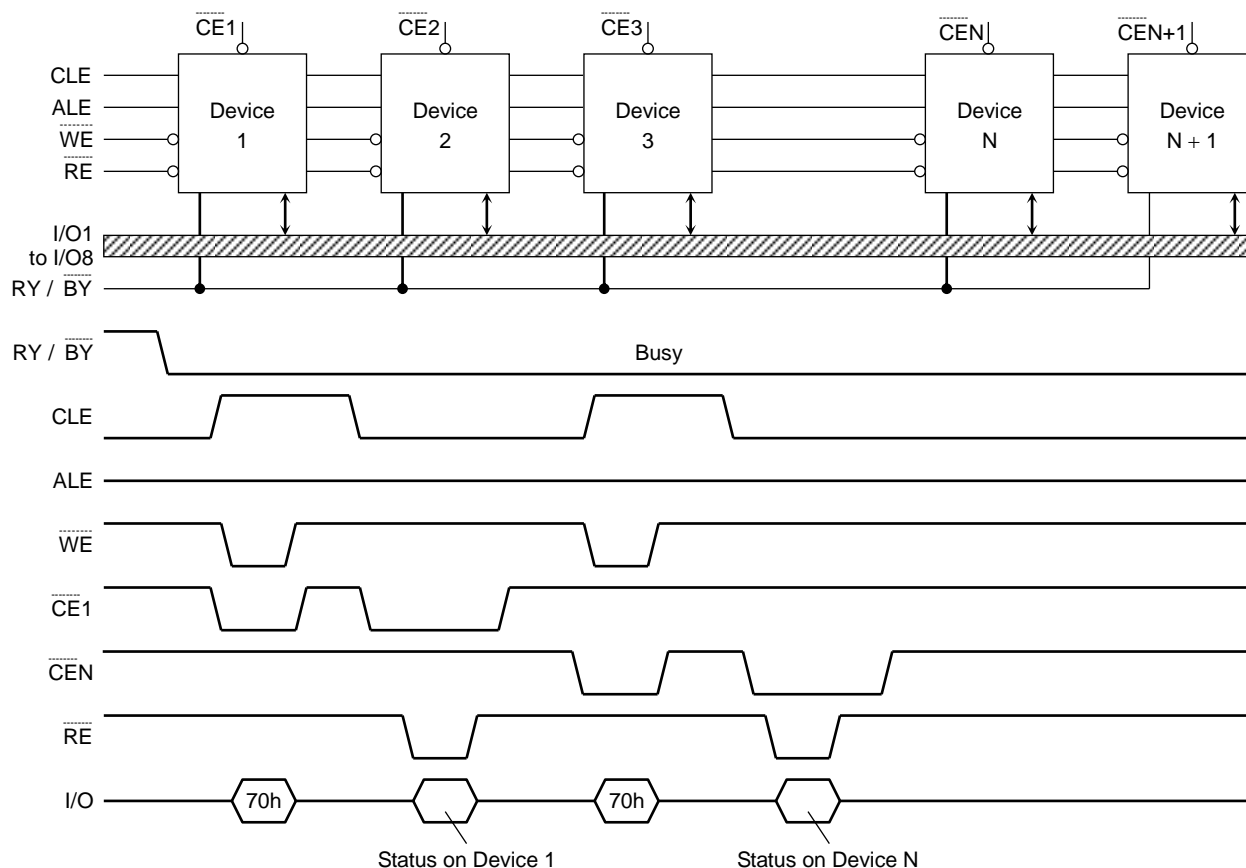 CE1 CE2 CE3 CEN CEN+1
CLE
ALE
WE
RE
Device 1
Device 2
Device 3
Device N
Device N + 1
I/O1 to I/O8
RY / BY
RY / BY
Busy
CLE
ALE
WE
CE1
CEN
RE
I/O
70h
70h
Status on Device 1
Status on Device N